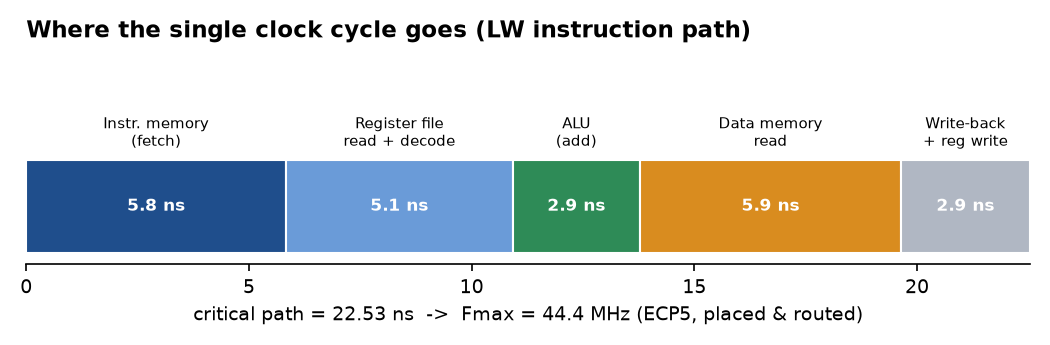 Where the single clock cycle goes (LW instruction path)
Instr. memory
(fetch)
Register file
read + decode
ALU
(add)
Data memory
read
Write-back
+ reg write
5.8 ns
5.1 ns
2.9 ns
5.9 ns
2.9 ns
0
5
10
15
20
critical path = 22.53 ns  ->  Fmax = 44.4 MHz (ECP5, placed & routed)